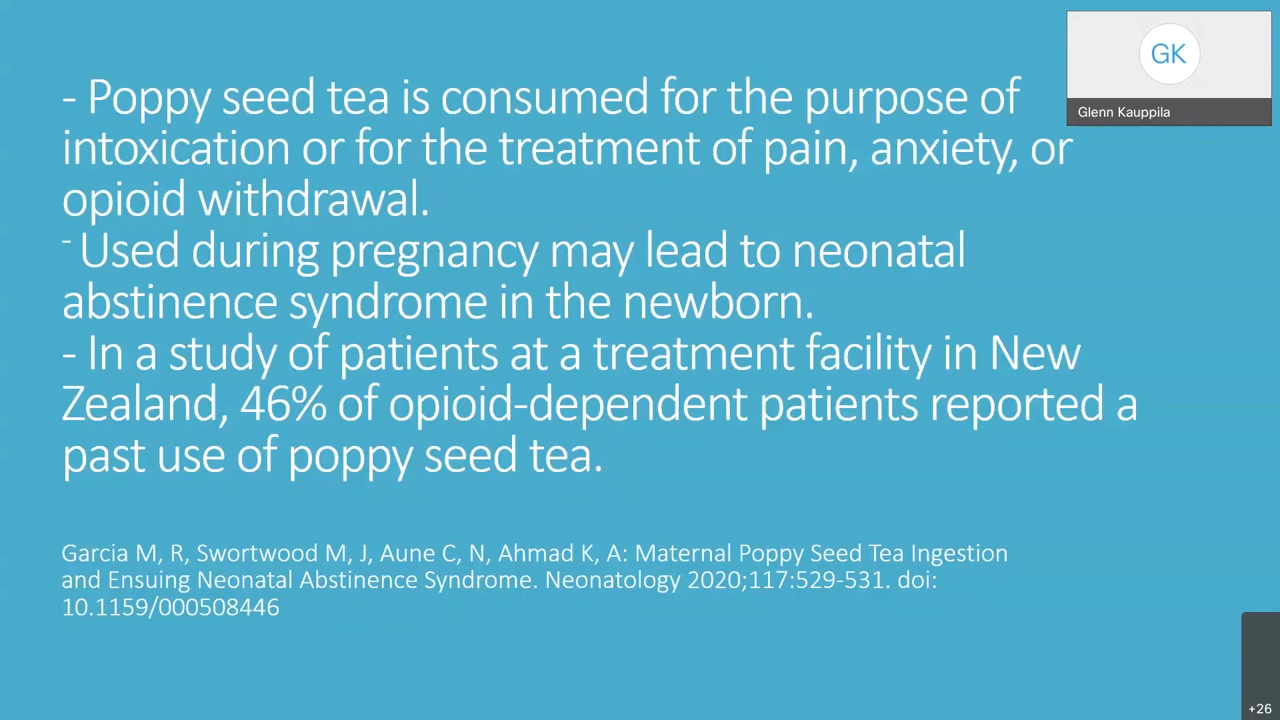 - Poppy seed tea is consumed for the purpose of
intoxication or for the treatment of pain, anxiety, or
opioid withdrawal.
- Used during pregnancy may lead to neonatal
abstinence syndrome in the newborn.
- In a study of patients at a treatment facility in New
Zealand, 46% of opioid-dependent patients reported a
past use of poppy seed tea.
Garcia M, R, Swortwood M, J, Aune C, N, Ahmad K, A: Maternal Poppy Seed Tea Ingestion
and Ensuing Neonatal Abstinence Syndrome. Neonatology 2020;117:529-531. doi:
10.1159/000508446
GK
Glenn Kauppila
+26